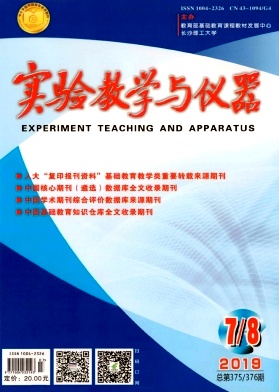 ISSN 1004-2326 CN 43-1094/G4
主办
教育部基础教育课程教材发展中心
长沙理工大学
实验教学与仪器
EXPERIMENT TEACHING AND APPARATUS
人大“复印报刊资料”基础教育教学类重要转载来源期刊
中国核心期刊（遴选）数据库全文收录期刊
中国学术期刊综合评价数据库来源期刊
中国基础教育知识仓库全文收录期刊
7/8
2019
总第375/376期
ISSN 1004-2326
定价：20.00元